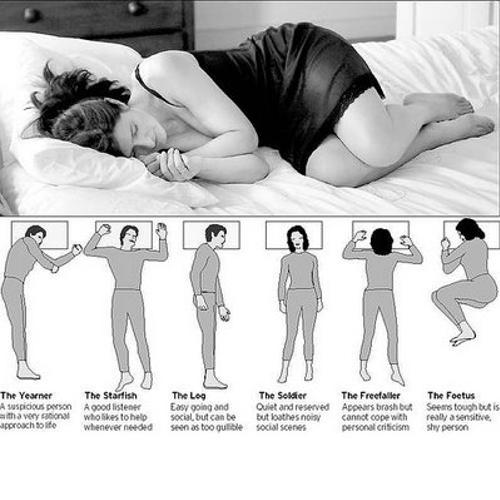 The Yearner
A suspicious person
with a very rational
approach to life
The Starfish
A good listener
who likes to help
whenever needed
The Log
Easy going and
social, but can be
seen as too gullible
The Soldier
Quiet and reserved
but loathes noisy
social scenes
The Freefaller
Appears brash but
cannot cope with
personal criticism
The Foetus
Seems tough but is
really a sensitive,
shy person